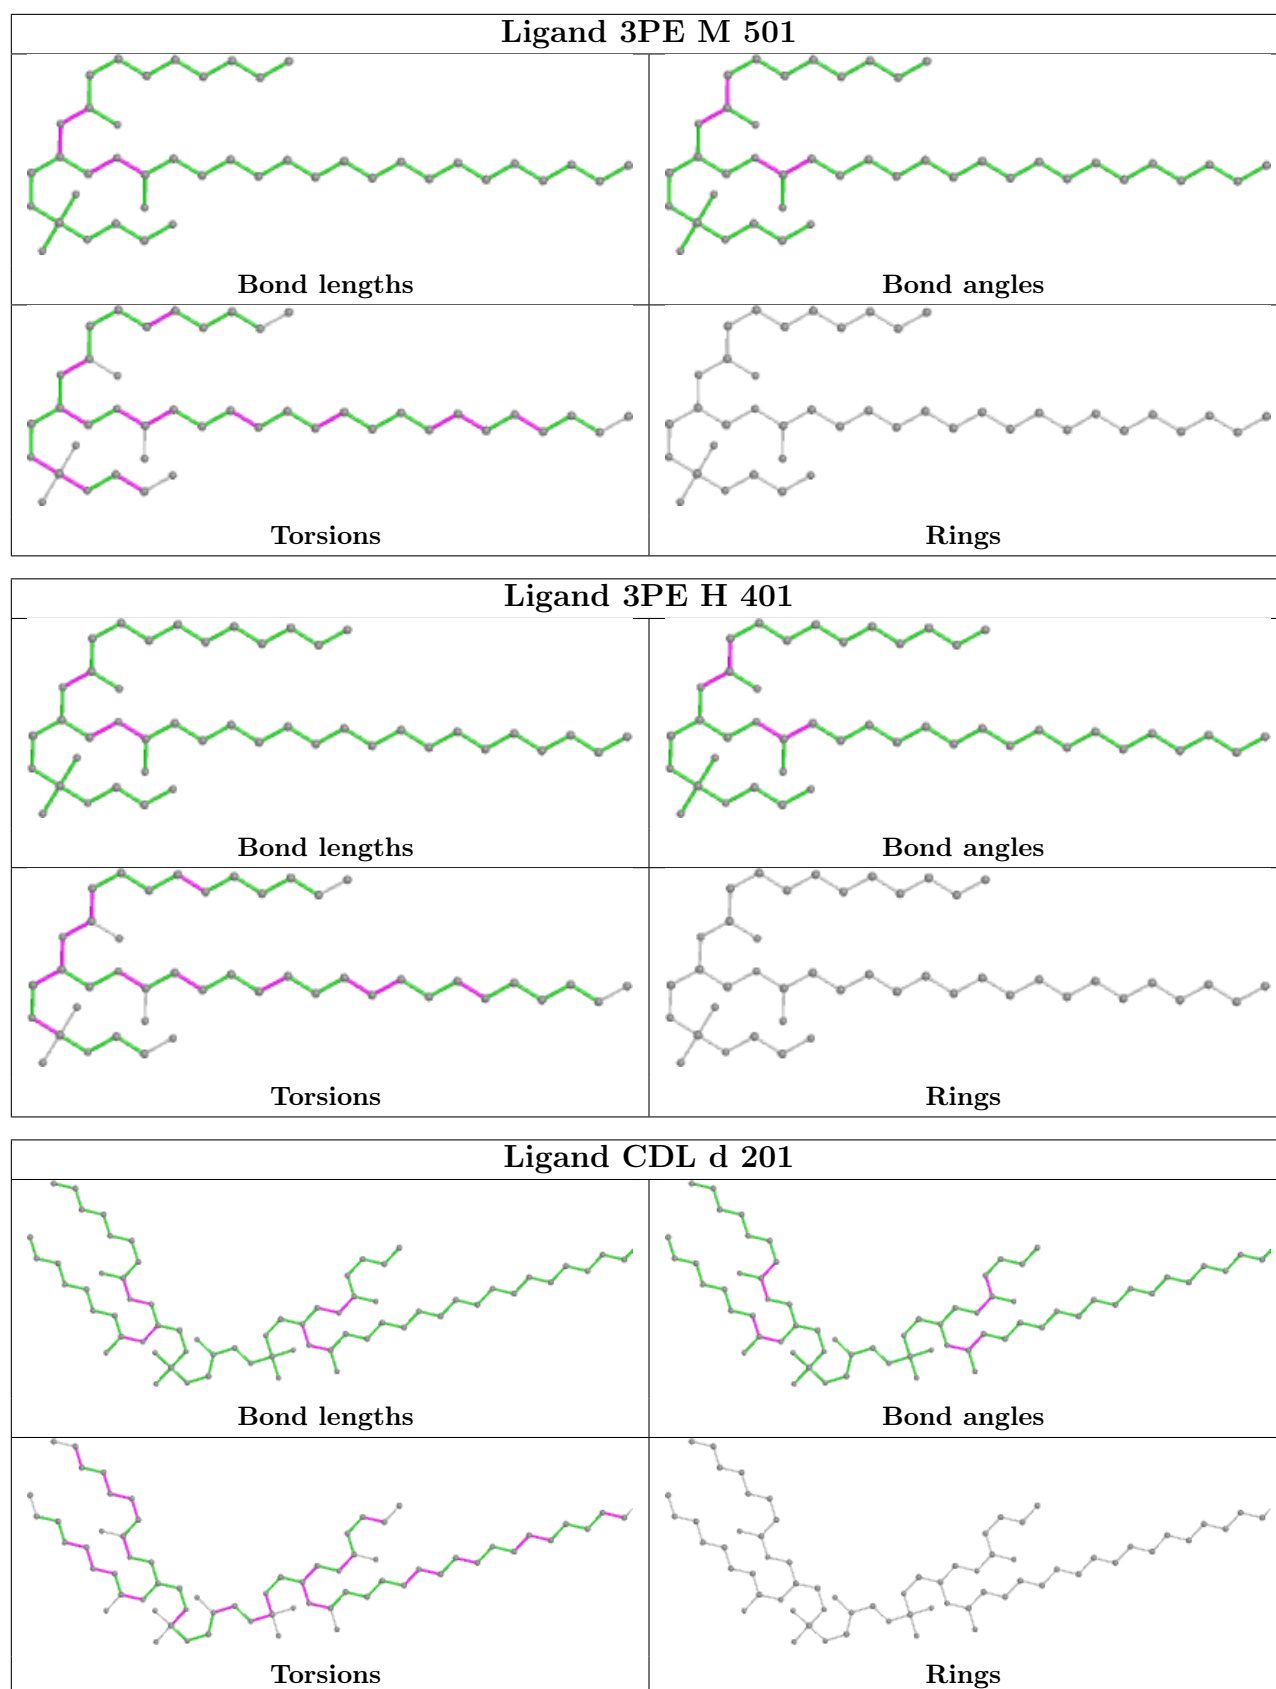 Ligand 3PE M 501
Bond lengths
Bond angles
Torsions
Rings
Ligand 3PE H 401
Bond lengths
Bond angles
Torsions
Rings
Ligand CDL d 201
Bond lengths
Bond angles
Torsions
Rings